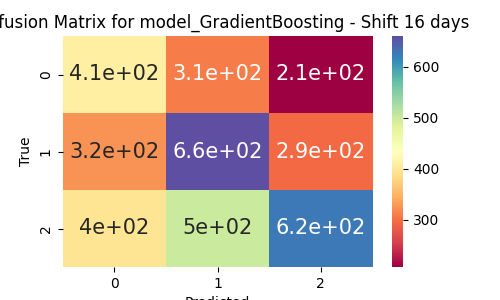 fusion Matrix for model_GradientBoosting - Shift 16 days
0 4.1e+02 3.1e+02 2.1e+02
1 3.2e+02 6.6e+02 2.9e+02
2 4e+02 5e+02 6.2e+02
True
0 1 2
Predicted
600
500
400
300